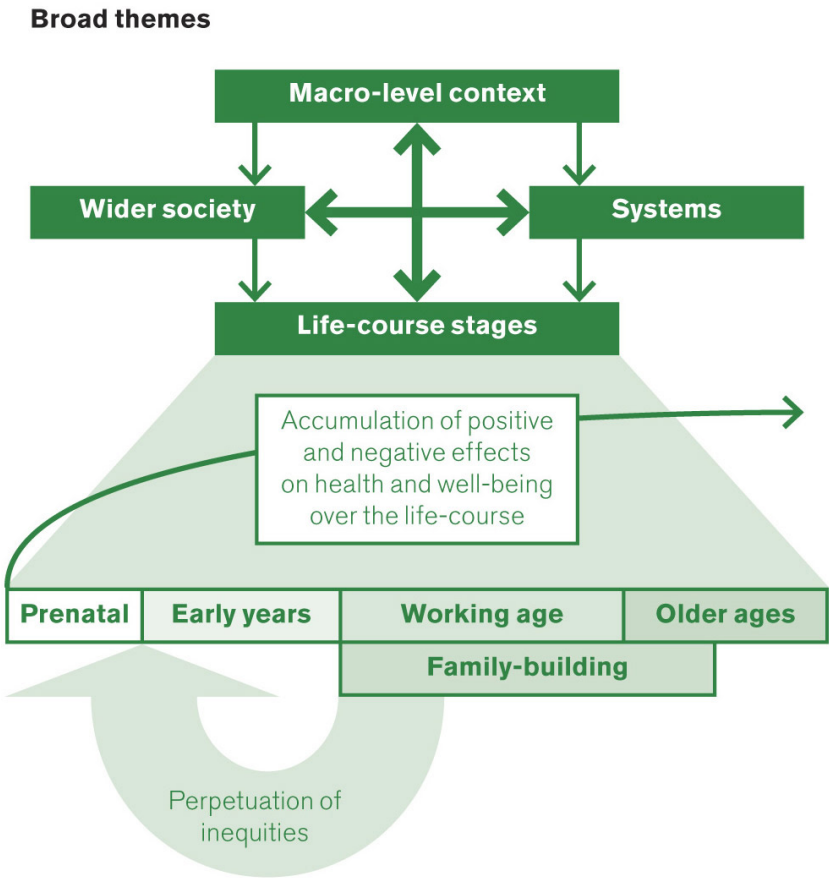 Broad themes
Macro-level context
Wider society
Systems
Life-course stages
Accumulation of positive
and negative effects
on health and well-being
over the life-course
Prenatal
Early years
Working age
Older ages
Family-building
Perpetuation of
inequities